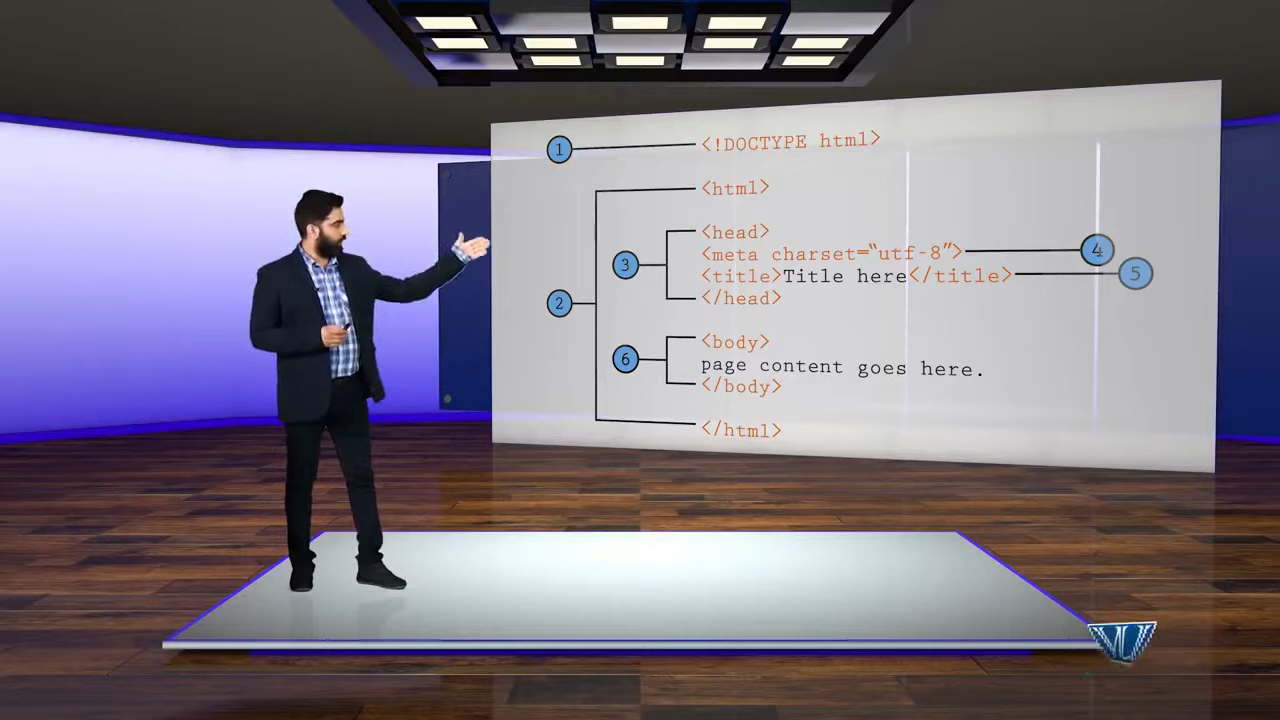 1 <!DOCTYPE html>
<html>
<head>
<meta charset="utf-8"> 4
3 <title>Title here</title> 5
</head>
2
<body>
6 page content goes here.
</body>
</html>
VU